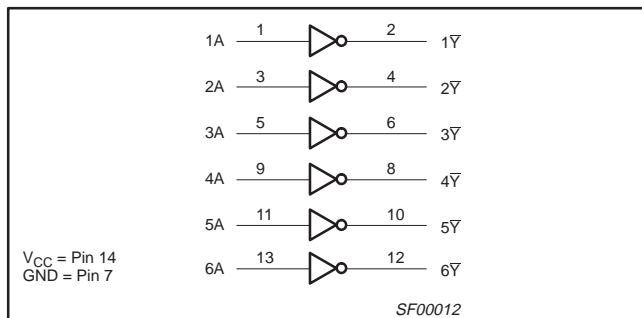 1A 1 2 1Y̅
2A 3 4 2Y̅
3A 5 6 3Y̅
4A 9 8 4Y̅
5A 11 10 5Y̅
6A 13 12 6Y̅
VCC = Pin 14
GND = Pin 7
SF00012